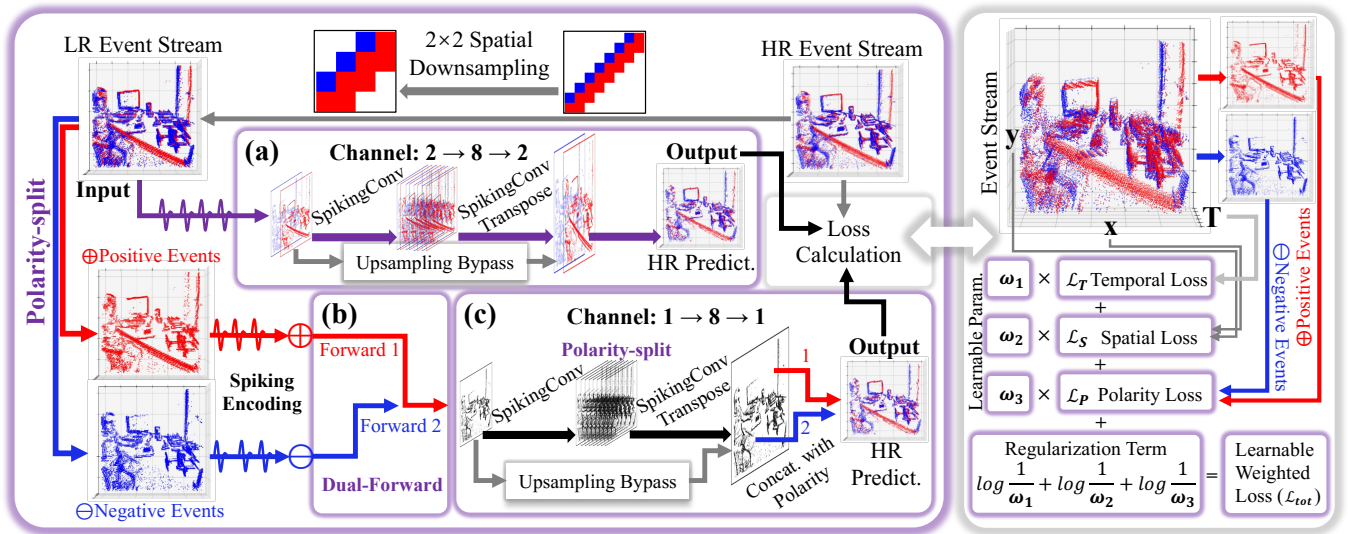 LR Event Stream
2×2 Spatial
Downsampling
HR Event Stream
Input
Polarity-split
(a)
Channel: 2 → 8 → 2
SpikingConv
SpikingConv
Transpose
Upsampling Bypass
Output
HR Predict.
Loss
Calculation
⊕Positive Events
Spiking
Encoding
⊖Negative Events
(b)
Forward 1
Forward 2
Dual-Forward
(c)
Channel: 1 → 8 → 1
Polarity-split
SpikingConv
SpikingConv
Transpose
Upsampling Bypass
Concat. with
Polarity
1
2
Output
HR
Predict.
Event Stream
y
x
T
⊖Negative Events
⊕Positive Events
Learnable Param.
ω₁ × ℒ_T Temporal Loss
+
ω₂ × ℒ_S Spatial Loss
+
ω₃ × ℒ_P Polarity Loss
+
Regularization Term
log 1/ω₁ + log 1/ω₂ + log 1/ω₃
=
Learnable
Weighted
Loss (ℒ_tot)